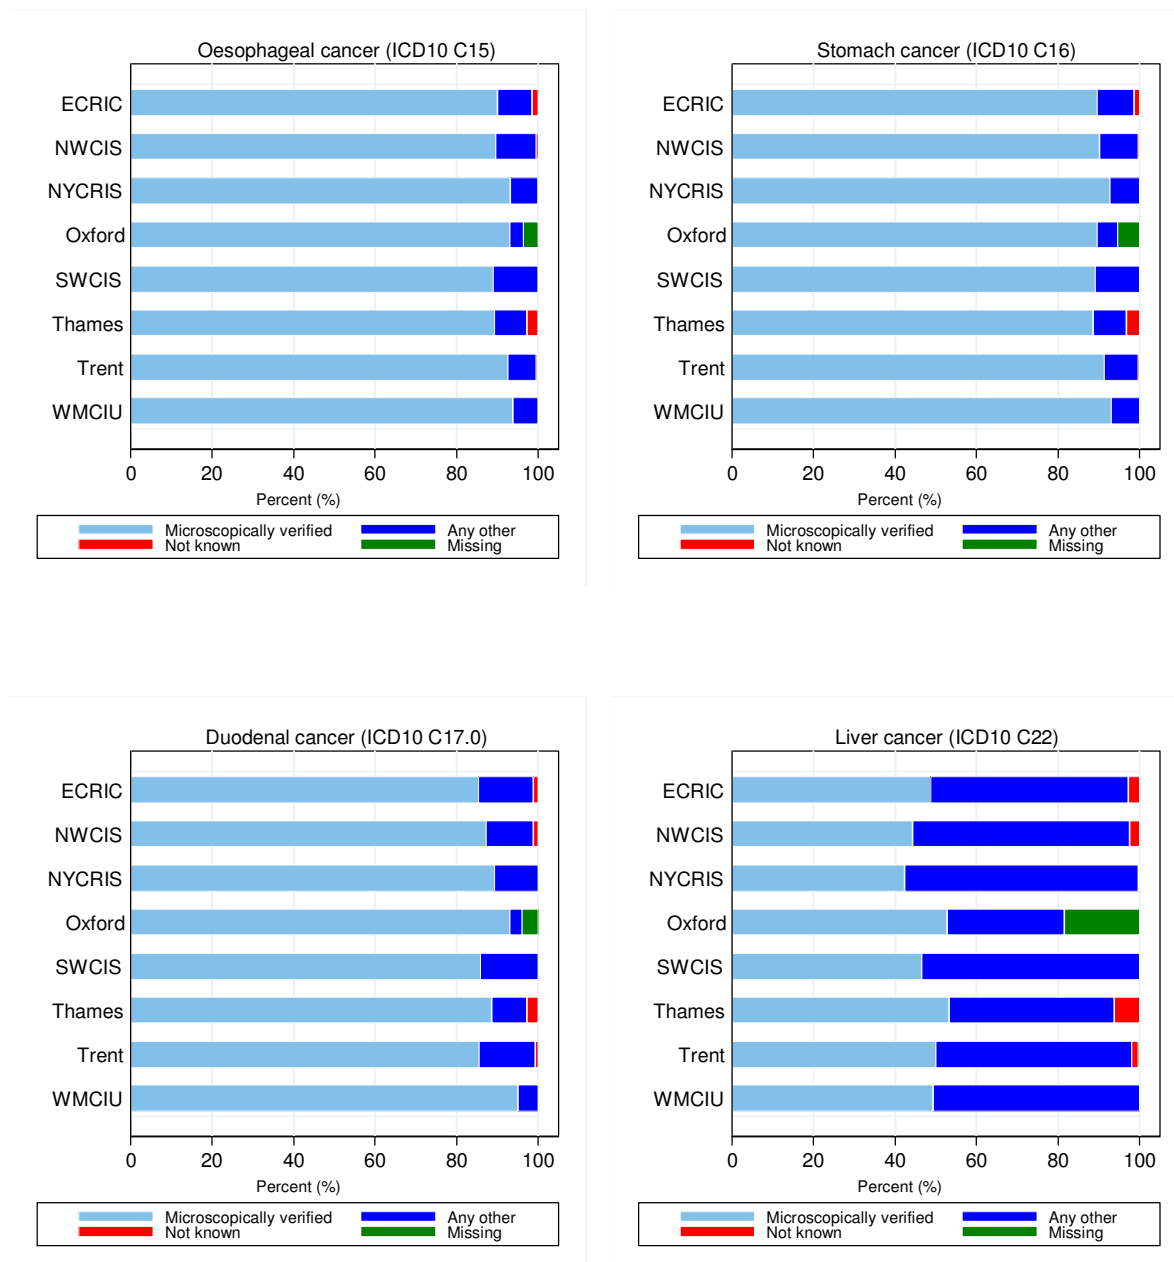 Oesophageal cancer (ICD10 C15)
ECRIC
NWCIS
NYCRIS
Oxford
SWCIS
Thames
Trent
WMCIU
0 20 40 60 80 100
Percent (%)
Microscopically verified Any other
Not known Missing
Stomach cancer (ICD10 C16)
ECRIC
NWCIS
NYCRIS
Oxford
SWCIS
Thames
Trent
WMCIU
0 20 40 60 80 100
Percent (%)
Microscopically verified Any other
Not known Missing
Duodenal cancer (ICD10 C17.0)
ECRIC
NWCIS
NYCRIS
Oxford
SWCIS
Thames
Trent
WMCIU
0 20 40 60 80 100
Percent (%)
Microscopically verified Any other
Not known Missing
Liver cancer (ICD10 C22)
ECRIC
NWCIS
NYCRIS
Oxford
SWCIS
Thames
Trent
WMCIU
0 20 40 60 80 100
Percent (%)
Microscopically verified Any other
Not known Missing